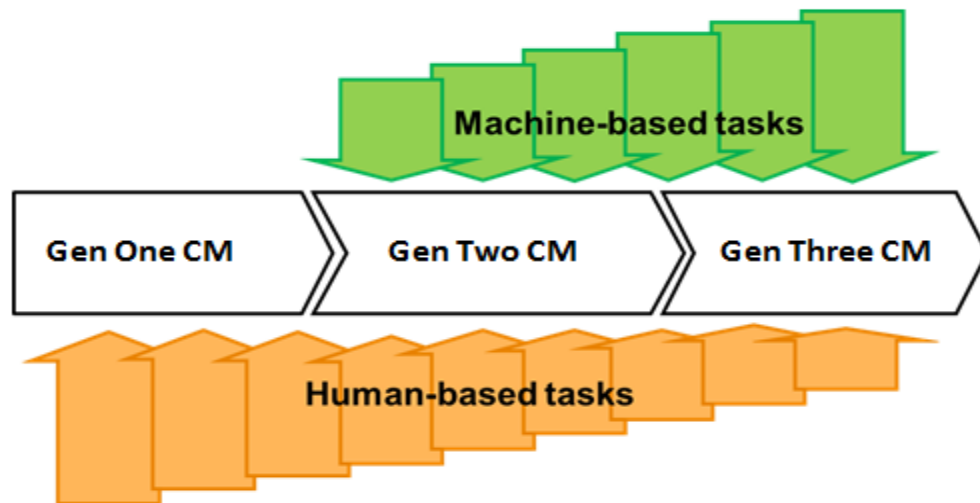 Machine-based tasks
Gen One CM
Gen Two CM
Gen Three CM
Human-based tasks